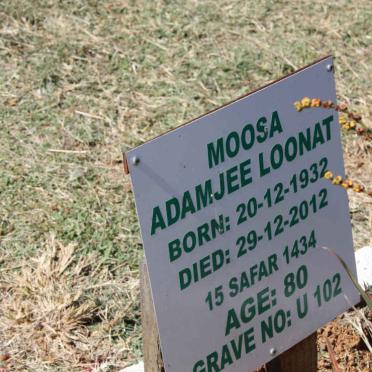 MOOSA
ADAMJEE LOONAT
BORN: 20-12-1932
DIED: 29-12-2012
15 SAFAR 1434
AGE: 80
GRAVE NO: U 102